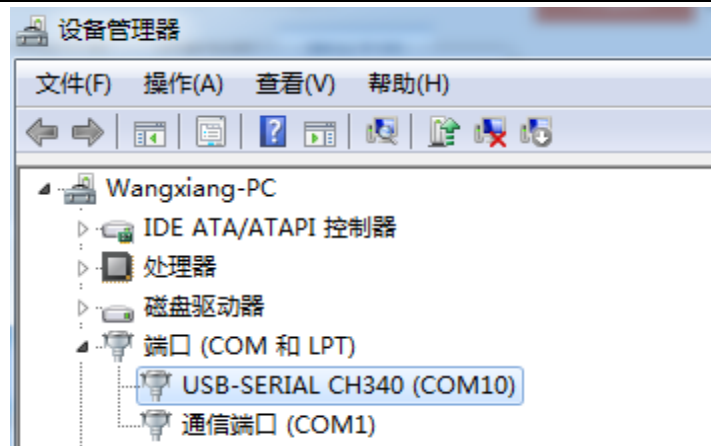 设备管理器
文件(F) 操作(A) 查看(V) 帮助(H)
Wangxiang-PC
IDE ATA/ATAPI 控制器
处理器
磁盘驱动器
端口 (COM 和 LPT)
USB-SERIAL CH340 (COM10)
通信端口 (COM1)